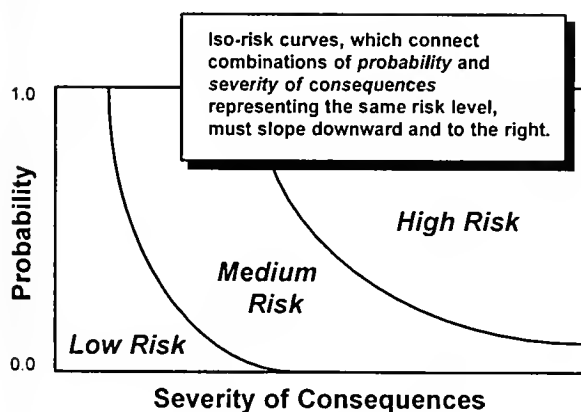 Iso-risk curves, which connect
combinations of probability and
severity of consequences
representing the same risk level,
must slope downward and to the right.
1.0
Probability
High Risk
Medium
Risk
Low Risk
0.0
Severity of Consequences